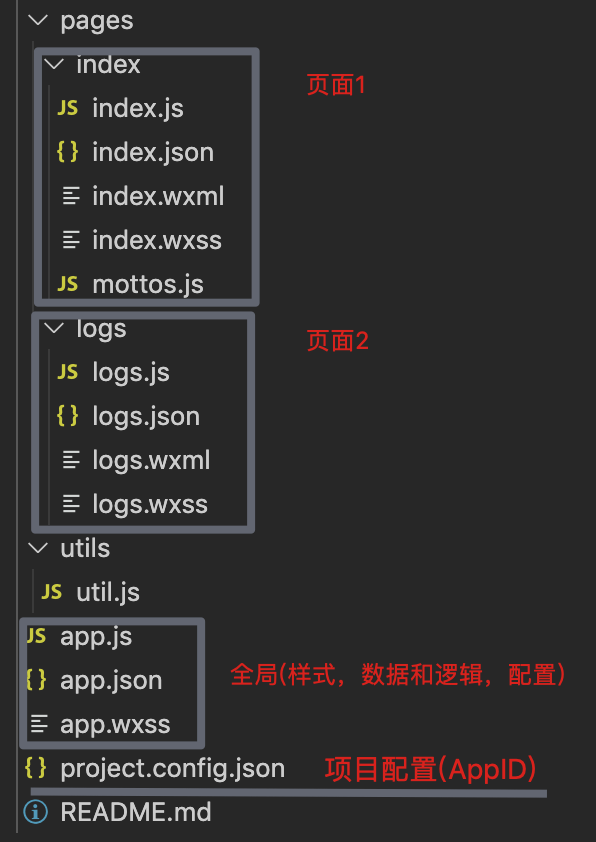 pages
index
页面1
JS index.js
{ } index.json
index.wxml
index.wxss
JS mottos.js
logs
页面2
JS logs.js
{ } logs.json
logs.wxml
logs.wxss
utils
JS util.js
JS app.js
{ } app.json
全局(样式，数据和逻辑，配置)
app.wxss
{ } project.config.json 项目配置(AppID)
README.md